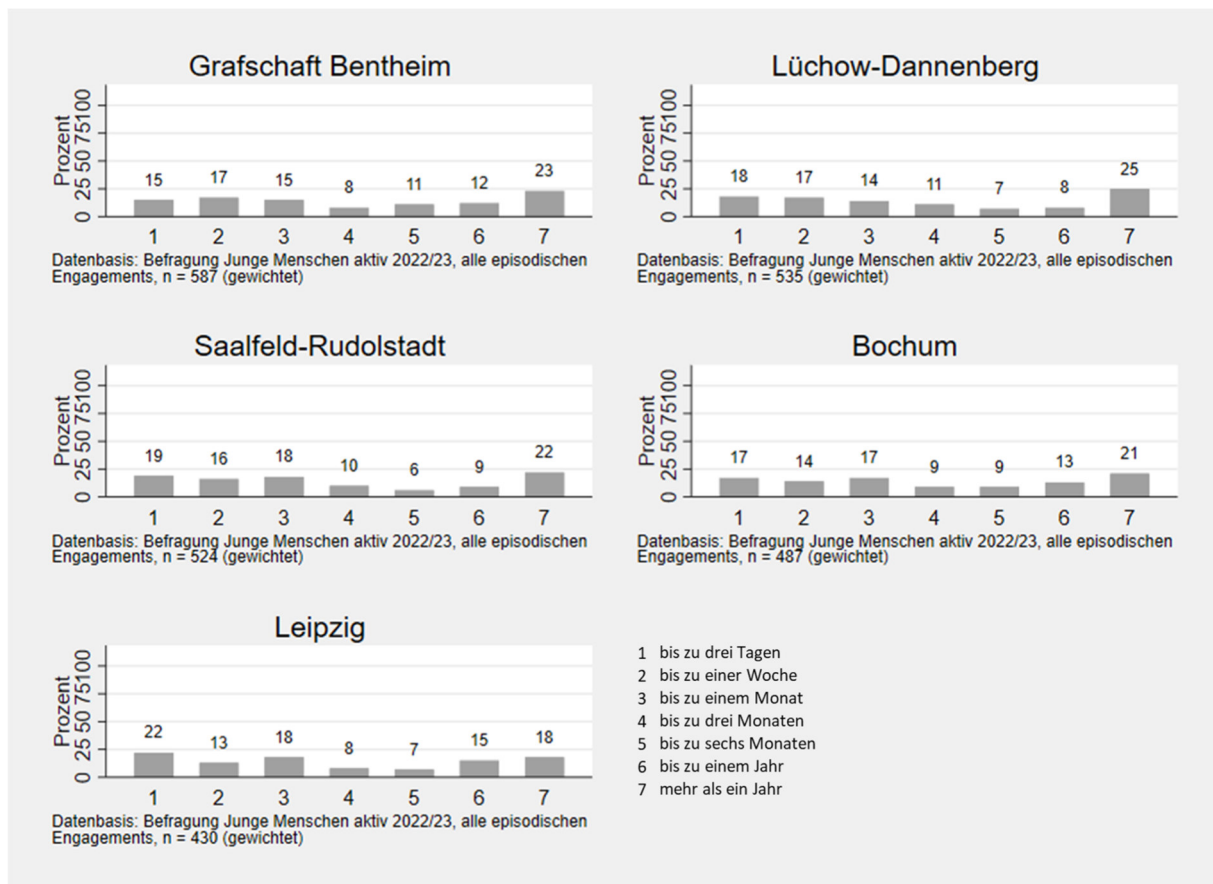 Grafschaft Bentheim
Prozent
0 25 50 75 100
15 17 15 8 11 12 23
1 2 3 4 5 6 7
Datenbasis: Befragung Junge Menschen aktiv 2022/23, alle episodischen
Engagements, n = 587 (gewichtet)
Lüchow-Dannenberg
Prozent
0 25 50 75 100
18 17 14 11 7 8 25
1 2 3 4 5 6 7
Datenbasis: Befragung Junge Menschen aktiv 2022/23, alle episodischen
Engagements, n = 535 (gewichtet)
Saalfeld-Rudolstadt
Prozent
0 25 50 75 100
19 16 18 10 6 9 22
1 2 3 4 5 6 7
Datenbasis: Befragung Junge Menschen aktiv 2022/23, alle episodischen
Engagements, n = 524 (gewichtet)
Bochum
Prozent
0 25 50 75 100
17 14 17 9 9 13 21
1 2 3 4 5 6 7
Datenbasis: Befragung Junge Menschen aktiv 2022/23, alle episodischen
Engagements, n = 487 (gewichtet)
Leipzig
Prozent
0 25 50 75 100
22 13 18 8 7 15 18
1 2 3 4 5 6 7
Datenbasis: Befragung Junge Menschen aktiv 2022/23, alle episodischen
Engagements, n = 430 (gewichtet)
1 bis zu drei Tagen
2 bis zu einer Woche
3 bis zu einem Monat
4 bis zu drei Monaten
5 bis zu sechs Monaten
6 bis zu einem Jahr
7 mehr als ein Jahr